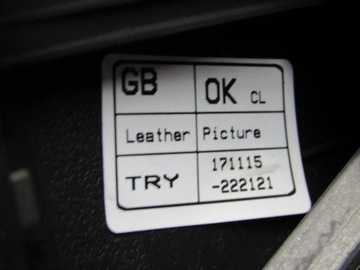 GB OK CL
Leather Picture
TRY 171115
-222121